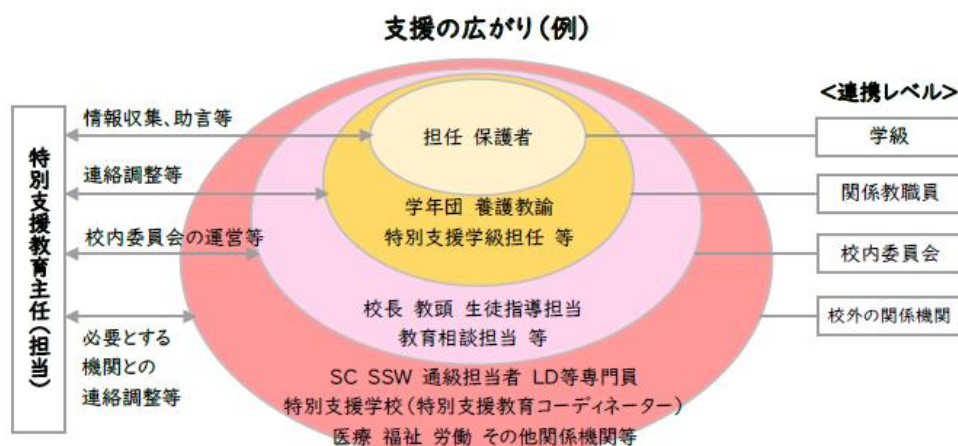 支援の広がり(例)
<連携レベル>
情報収集、助言等
担任 保護者
学級
特別支援教育主任(担当)
連絡調整等
学年団 養護教諭
特別支援学級担任 等
関係教職員
校内委員会の運営等
校長 教頭 生徒指導担当
教育相談担当 等
校内委員会
必要とする
機関との
連絡調整等
SC SSW 通級担当者 LD等専門員
特別支援学校(特別支援教育コーディネーター)
医療 福祉 労働 その他関係機関等
校外の関係機関